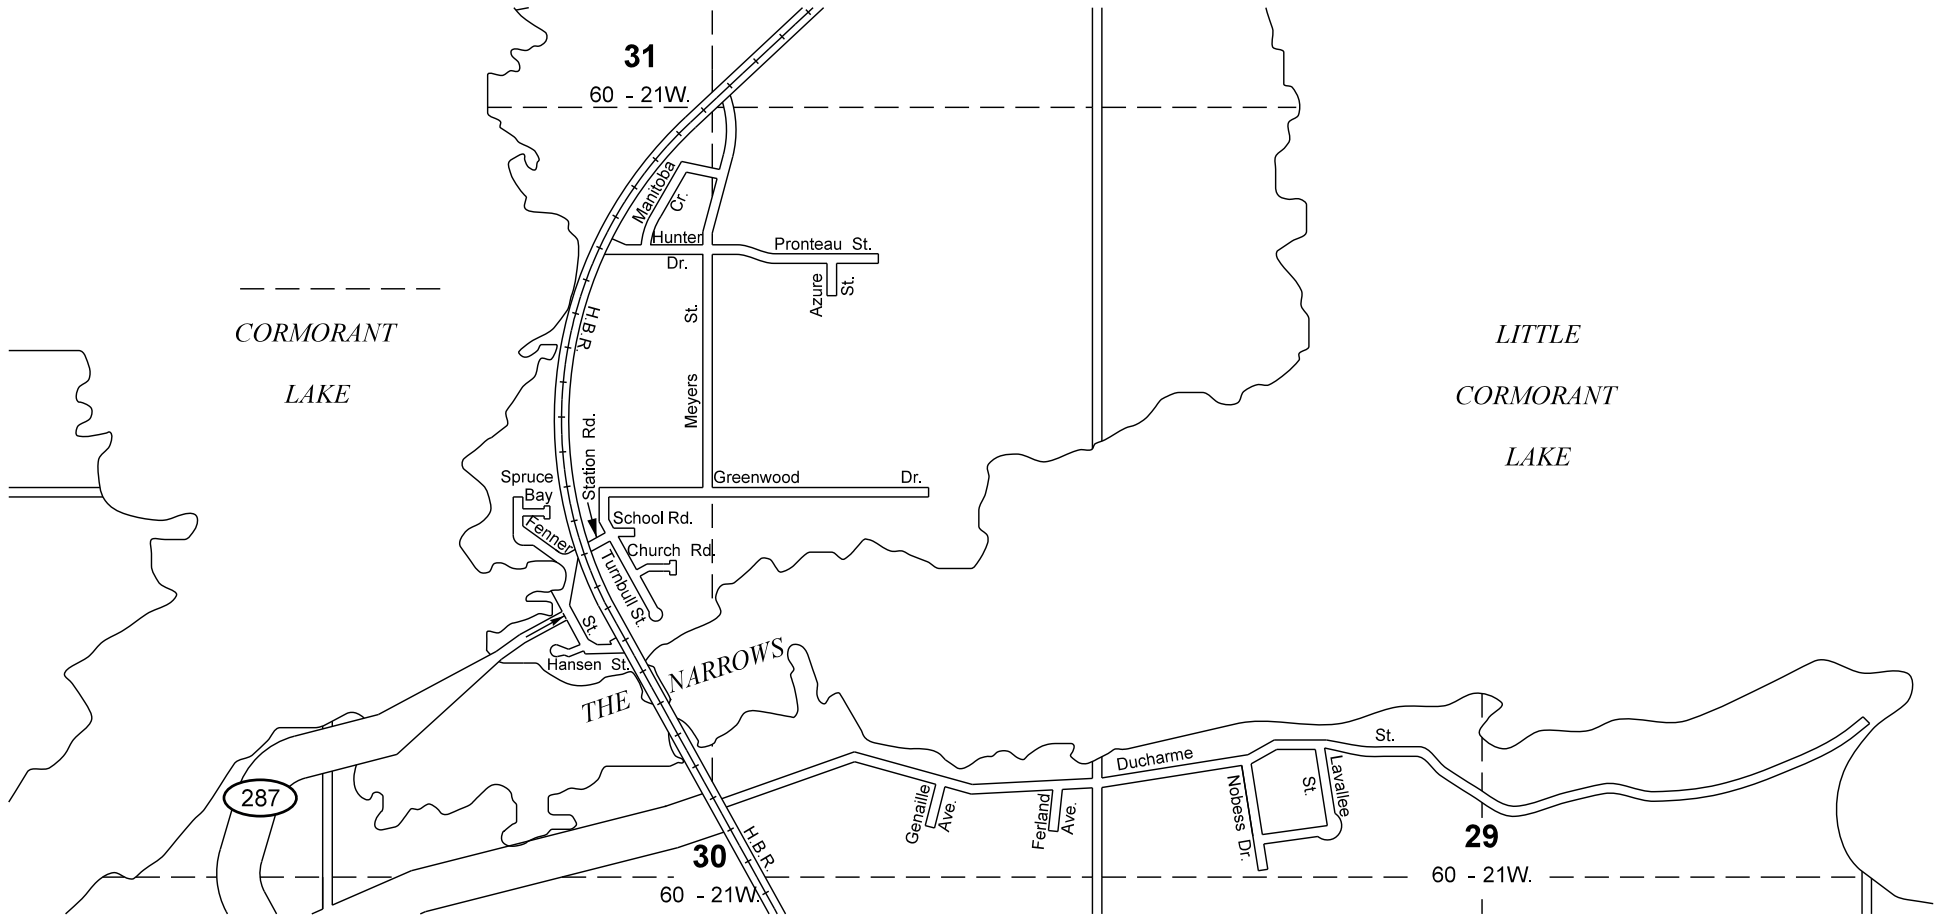 31
60 - 21W.
Manitoba
Cr.
Hunter
Dr.
Pronteau St.
Azure
St.
CORMORANT
LAKE
H.B.R.
St.
Meyers
LITTLE
CORMORANT
LAKE
Station Rd.
Spruce
Bay
Greenwood Dr.
School Rd.
Fenner
St.
Church Rd.
Turnbull St.
Hansen St.
THE NARROWS
287
Ducharme St.
Genaille
Ave.
Ferland
Ave.
Nobess Dr.
Lavallee
St.
H.B.R.
30
60 - 21W.
29
60 - 21W.